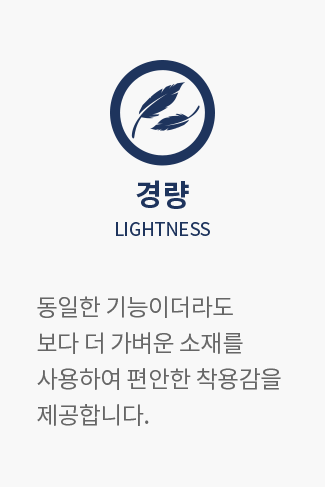 경량
LIGHTNESS
동일한 기능이더라도
보다 더 가벼운 소재를
사용하여 편안한 착용감을
제공합니다.